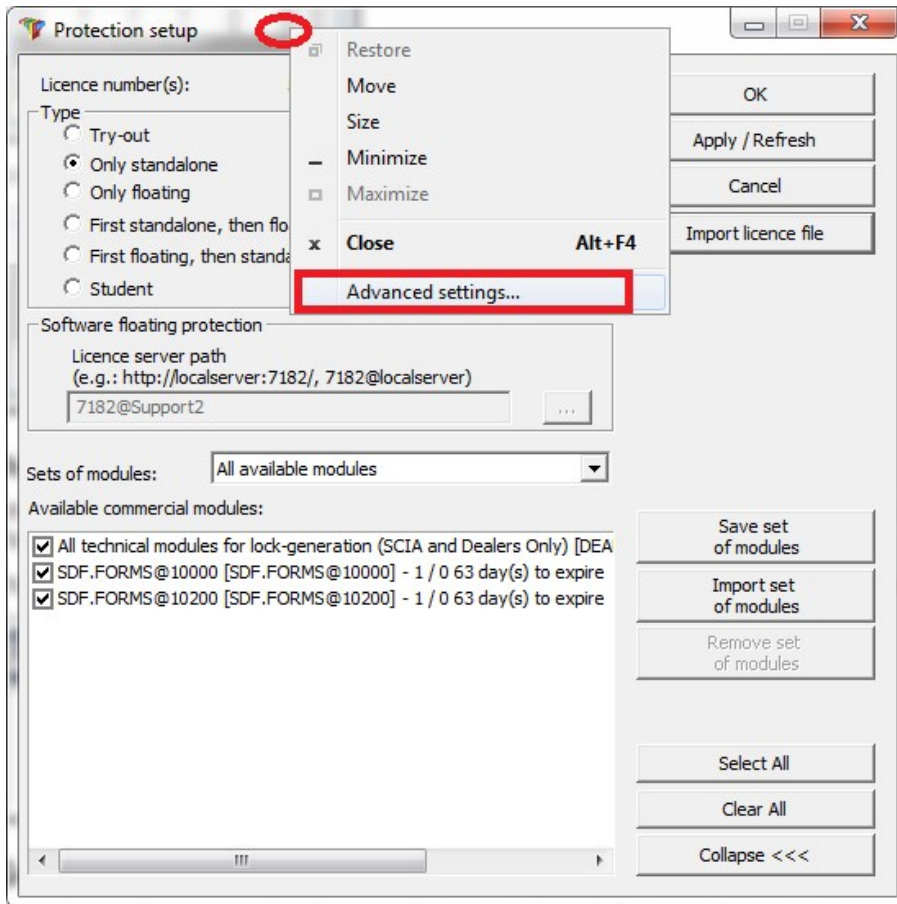 Protection setup
Restore
Move
Size
Minimize
Maximize
Close Alt+F4
Advanced settings...
Licence number(s):
Type
Try-out
Only standalone
Only floating
First standalone, then flo
First floating, then standa
Student
OK
Apply / Refresh
Cancel
Import licence file
Software floating protection
Licence server path
(e.g.: http://localserver:7182/, 7182@localserver)
7182@Support2
...
Sets of modules: All available modules
Available commercial modules:
All technical modules for lock-generation (SCIA and Dealers Only) [DEA
SDF.FORMS@10000 [SDF.FORMS@10000] - 1 / 0 63 day(s) to expire
SDF.FORMS@10200 [SDF.FORMS@10200] - 1 / 0 63 day(s) to expire
Save set
of modules
Import set
of modules
Remove set
of modules
Select All
Clear All
Collapse <<<